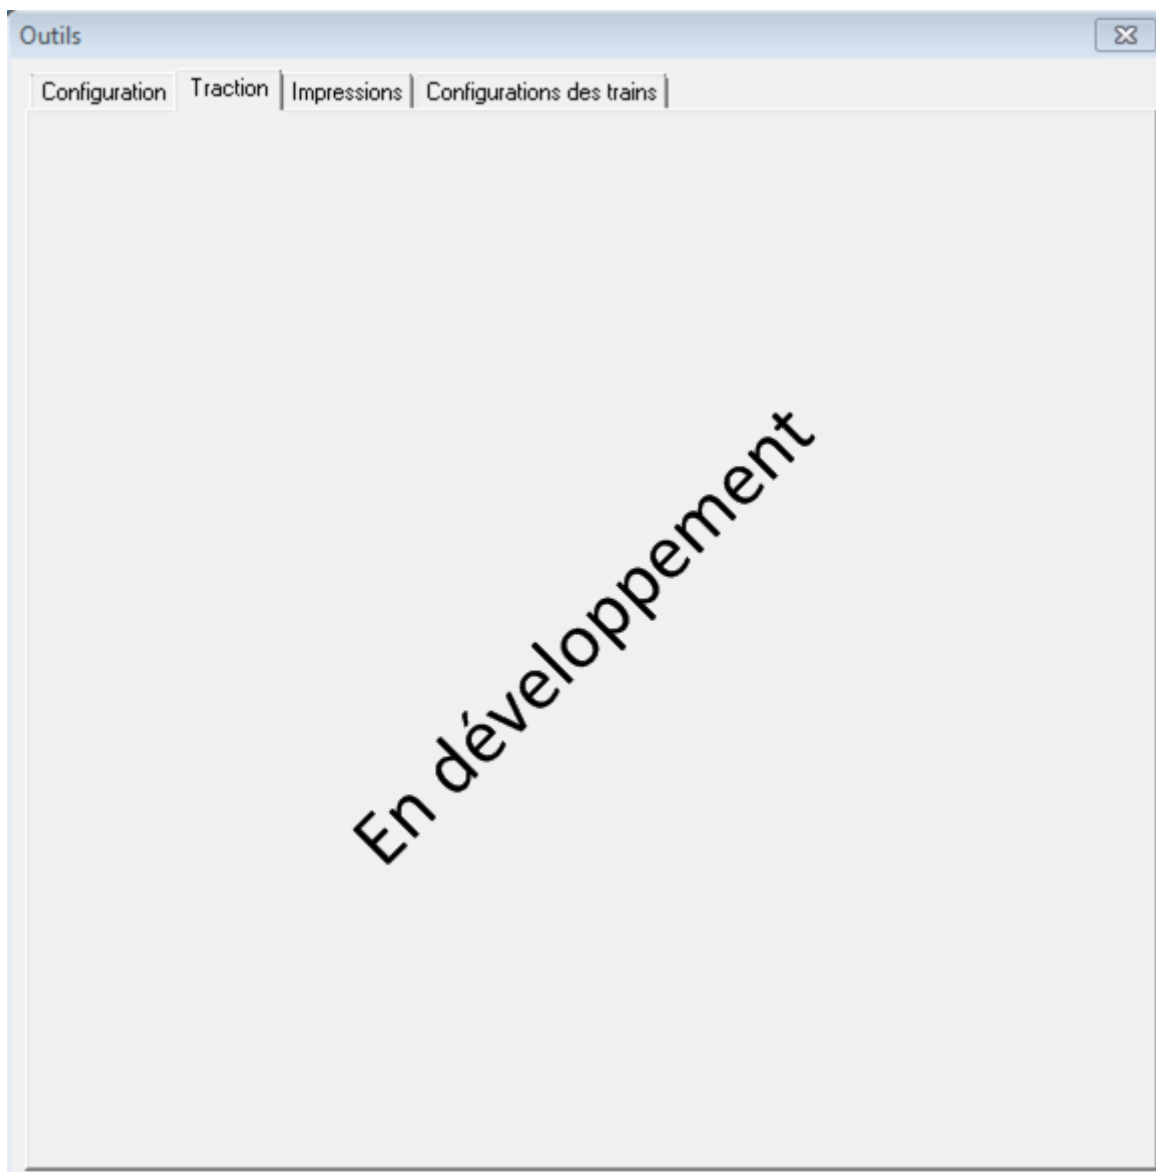 Outils
Configuration Traction Impressions Configurations des trains
En développement